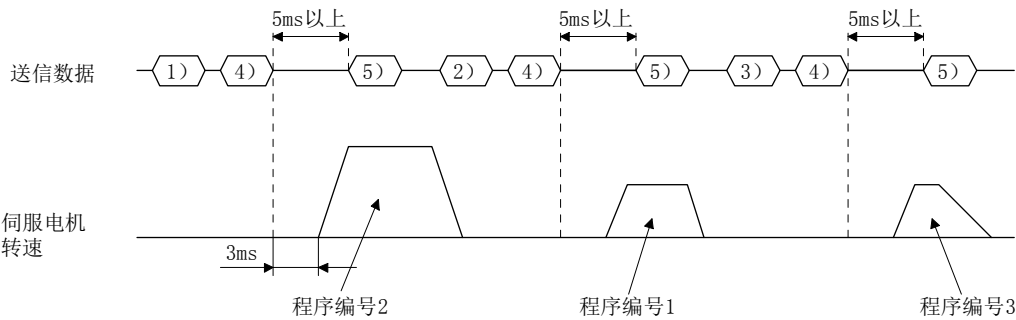 5ms以上 5ms以上 5ms以上
送信数据 1) 4) 5) 2) 4) 5) 3) 4) 5)
伺服电机
转速
3ms
程序编号2 程序编号1 程序编号3